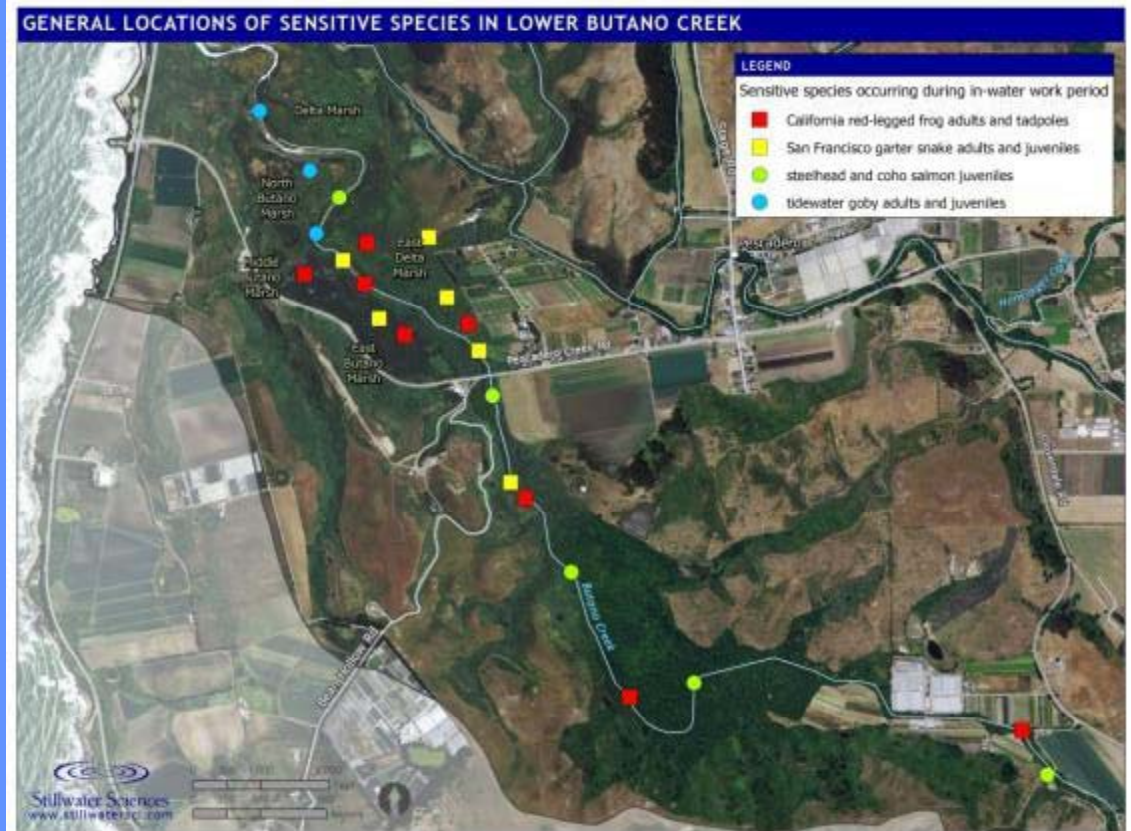 GENERAL LOCATIONS OF SENSITIVE SPECIES IN LOWER BUTANO CREEK
LEGEND
Sensitive species occurring during in-water work period
California red-legged frog adults and tadpoles
San Francisco garter snake adults and juveniles
steelhead and coho salmon juveniles
tidewater goby adults and juveniles
Delta Marsh
North
Butano
Marsh
East
Delta
Marsh
Middle
Butano
Marsh
East
Butano
Marsh
Pescadero
Pescadero Creek Rd
Butano Creek
Stillwater Sciences
www.stillwatersci.com